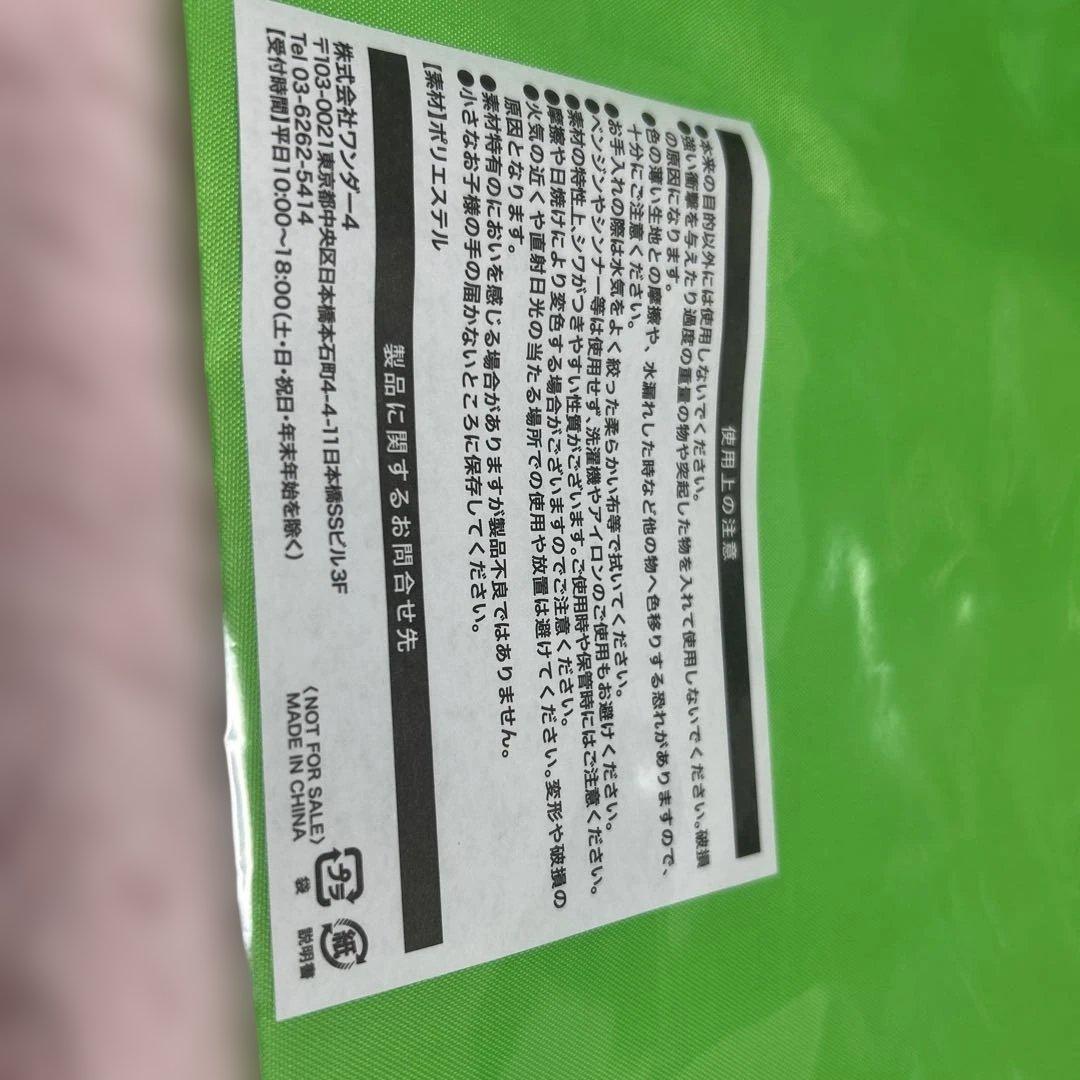 使用上の注意
●本来の目的以外には使用しないでください。
●強い衝撃を与えたり過度の重量の物や突起した物を入れて使用しないでください。破損
の原因になります。
●色の薄い生地との摩擦や、水漏れした時など他の物へ色移りする恐れがありますので、
十分にご注意ください。
●お手入れの際は水気をよく絞った柔らかい布等で拭いてください。
●ベンジンやシンナー等は使用せず、洗濯機やアイロンのご使用もお避けください。
●素材の特性上、シワがつきやすい性質がございます。ご使用時や保管時にはご注意ください。
●摩擦や日焼けにより変色する場合がございますのでご注意ください。
●火気の近くや直射日光の当たる場所での使用や放置は避けてください。変形や破損の
原因となります。
●素材特有のにおいを感じる場合がありますが製品不良ではありません。
●小さなお子様の手の届かないところに保存してください。
【素材】ポリエステル
製品に関するお問合せ先
株式会社ワンダー4
〒103-0021東京都中央区日本橋本石町4-4-11日本橋SSビル3F
Tel 03-6262-5414
【受付時間】平日10:00〜18:00（土・日・祝日・年末年始を除く）
〈NOT FOR SALE〉
MADE IN CHINA
プラ
袋
紙
説明書